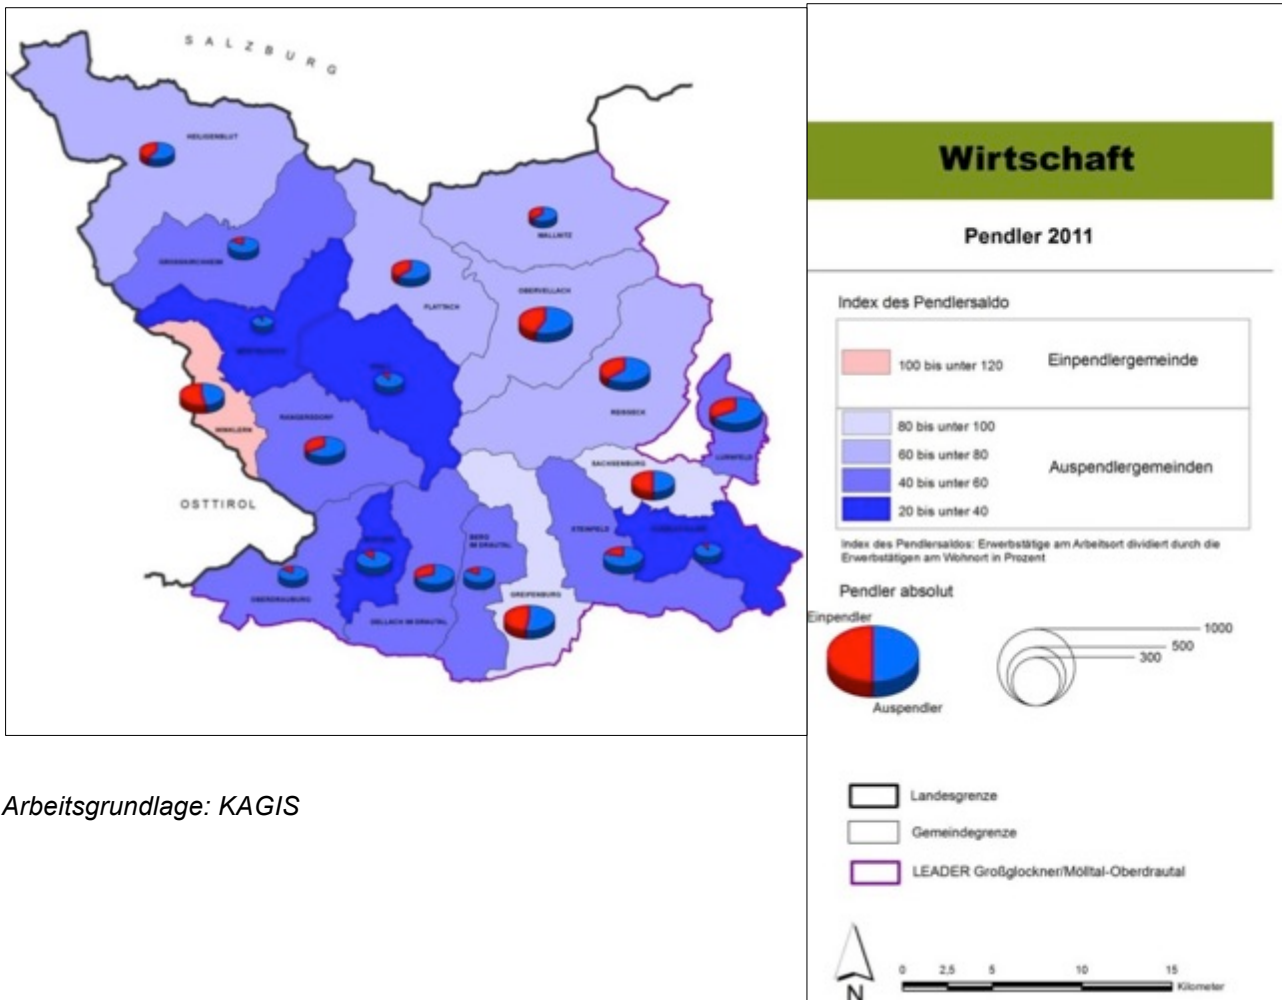 SALZBURG
HEILIGENBLUT
MALLNITZ
GROSSKIRCHHEIM
OBERVELLACH
FLATTACH
REISSECK
RANGERSDORF
WINKLERN
LURNFELD
SACHSENBURG
OSTTIROL
STEINFELD
BERG
IM DRAUTAL
GREIFENBURG
OBERDRAUBURG
DELLACH IM DRAUTAL
Arbeitsgrundlage: KAGIS
Wirtschaft
Pendler 2011
Index des Pendlersaldo
100 bis unter 120
Einpendlergemeinde
80 bis unter 100
60 bis unter 80
40 bis unter 60
20 bis unter 40
Auspendlergemeinden
Index des Pendlersaldos: Erwerbstätige am Arbeitsort dividiert durch die
Erwerbstätigen am Wohnort in Prozent
Pendler absolut
Einpendler
Auspendler
1000
500
300
Landesgrenze
Gemeindegrenze
LEADER Großglockner/Mölltal-Oberdrautal
N
0 2,5 5 10 15
Kilometer